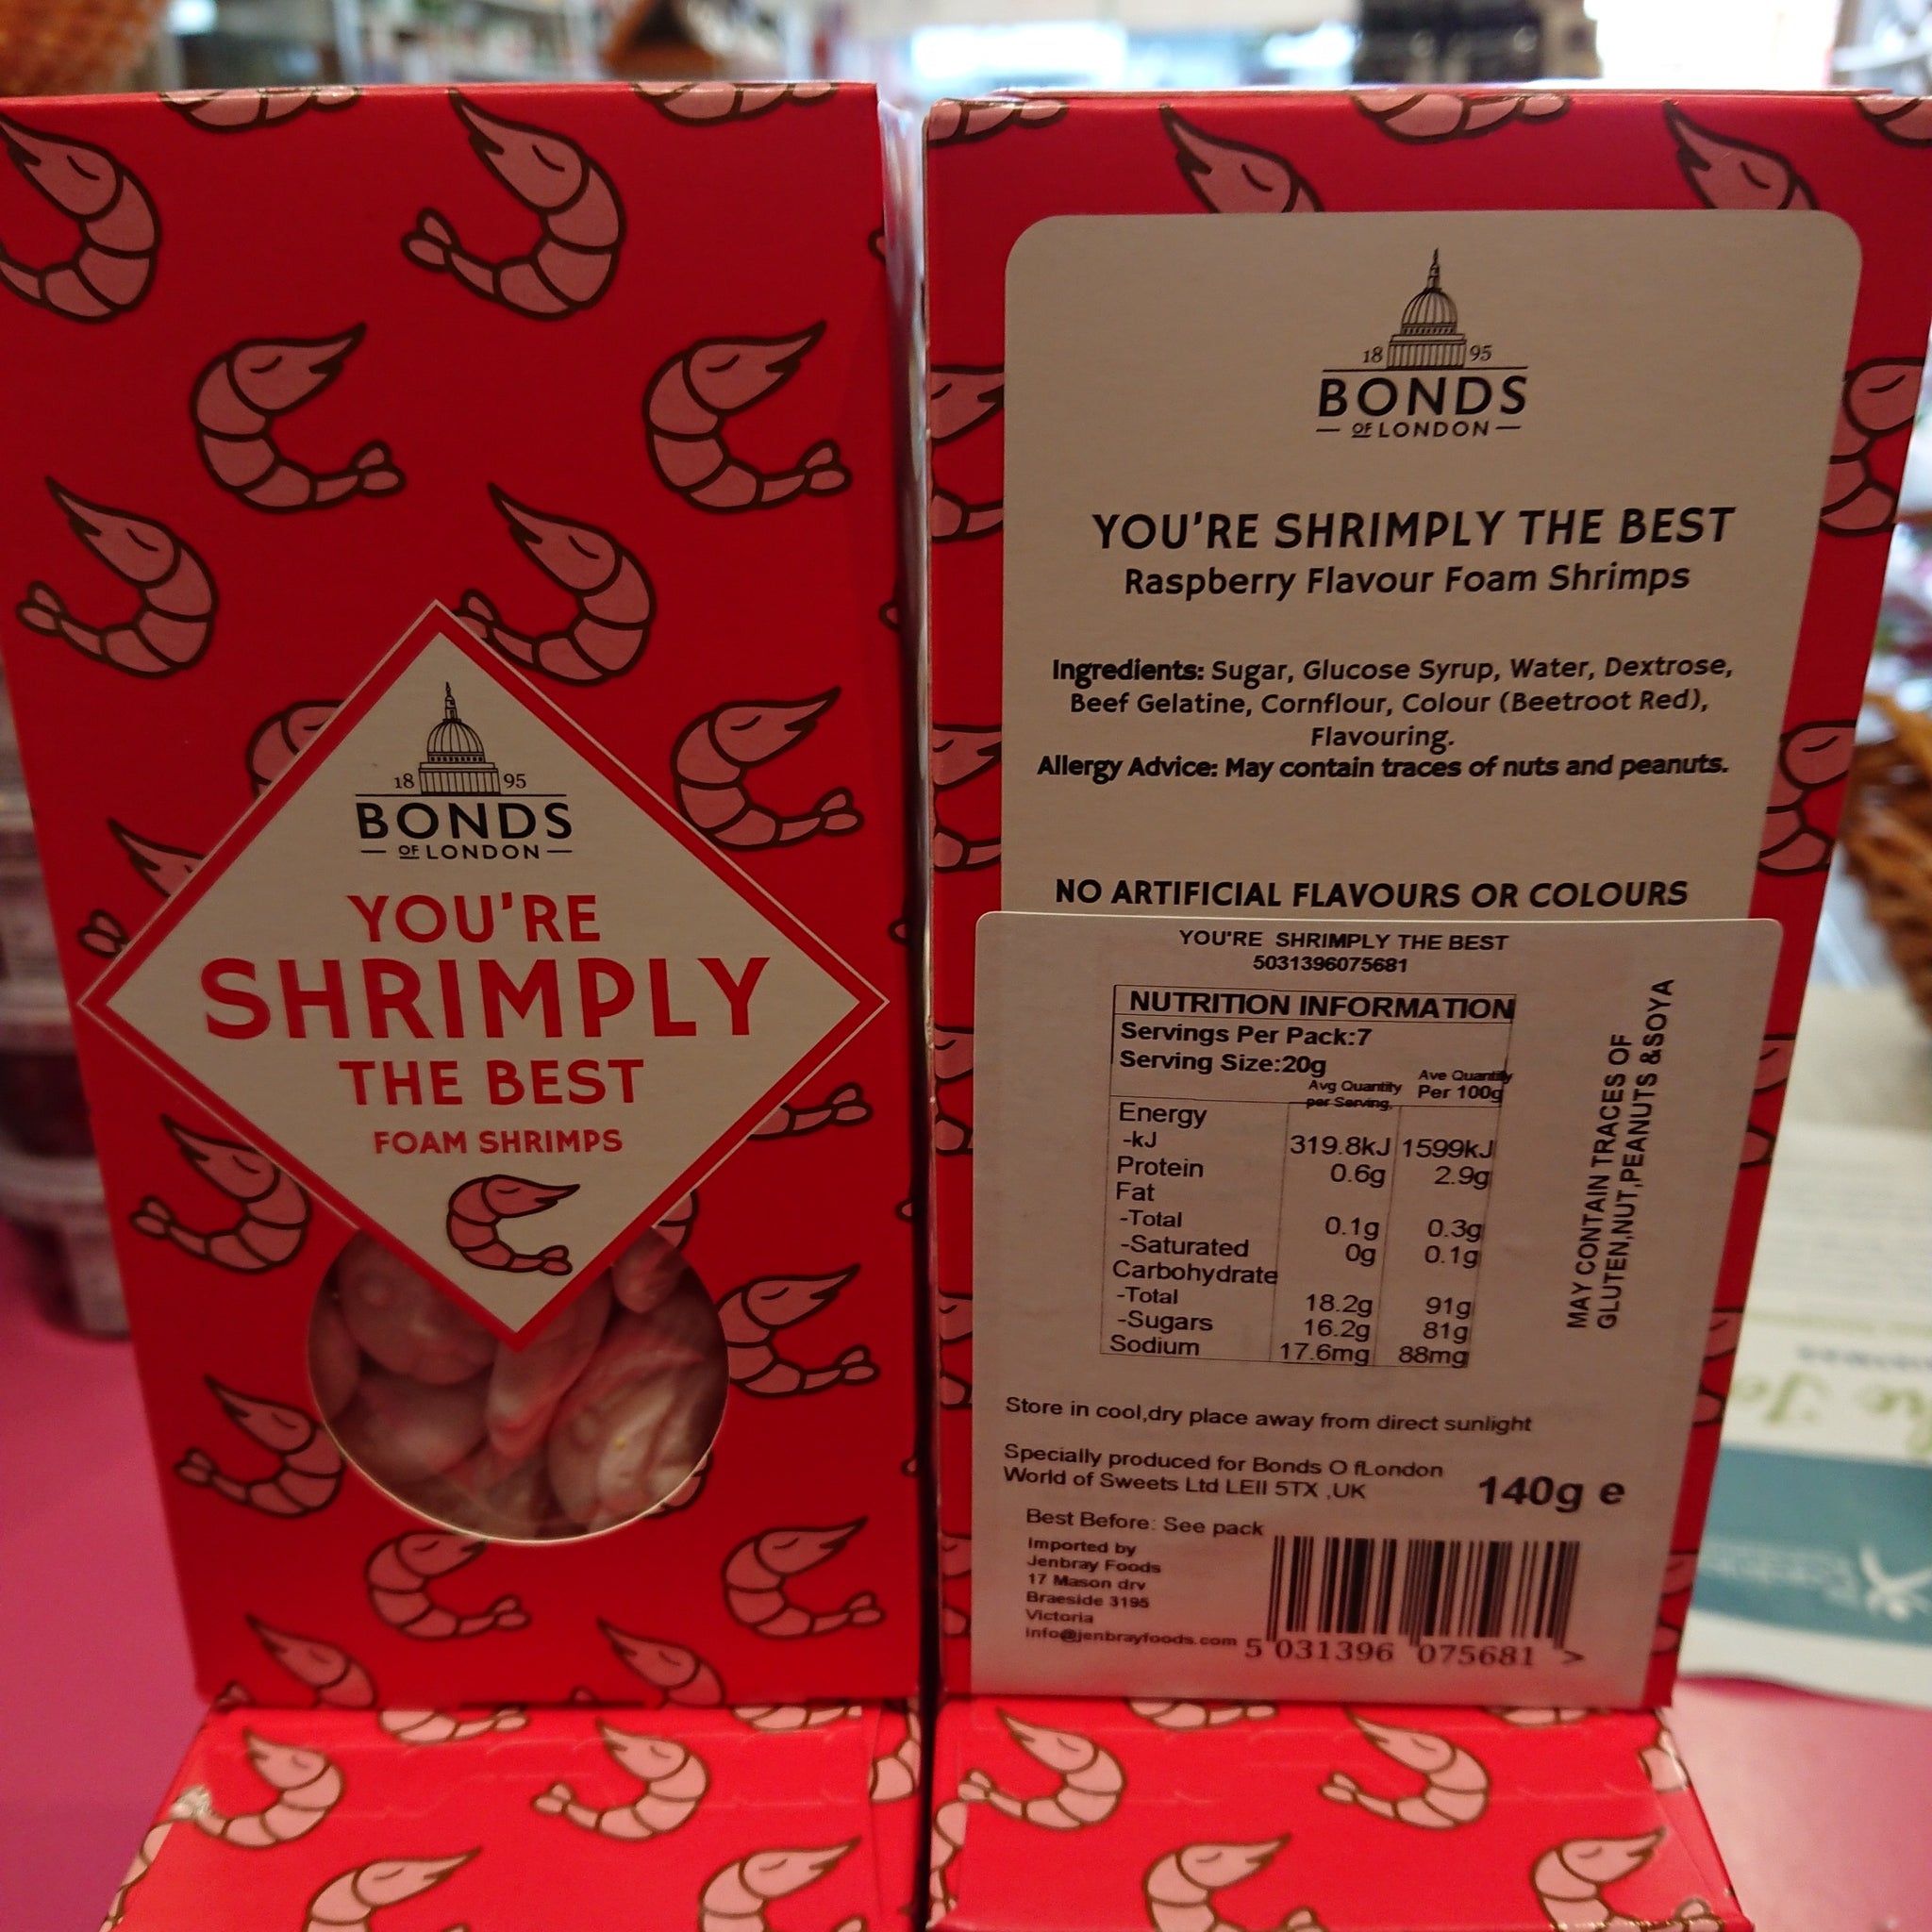 18 95
BONDS
OF LONDON
YOU'RE
SHRIMPLY
THE BEST
FOAM SHRIMPS
18 95
BONDS
OF LONDON
YOU'RE SHRIMPLY THE BEST
Raspberry Flavour Foam Shrimps
Ingredients: Sugar, Glucose Syrup, Water, Dextrose,
Beef Gelatine, Cornflour, Colour (Beetroot Red),
Flavouring.
Allergy Advice: May contain traces of nuts and peanuts.
NO ARTIFICIAL FLAVOURS OR COLOURS
YOU'RE SHRIMPLY THE BEST
5031396075681
NUTRITION INFORMATION
Servings Per Pack:7
Serving Size:20g
Avg Quantity per Serving, Ave Quantity Per 100g
Energy
-kJ 319.8kJ 1599kJ
Protein 0.6g 2.9g
Fat
-Total 0.1g 0.3g
-Saturated 0g 0.1g
Carbohydrate
-Total 18.2g 91g
-Sugars 16.2g 81g
Sodium 17.6mg 88mg
MAY CONTAIN TRACES OF
GLUTEN,NUT,PEANUTS &SOYA
Store in cool,dry place away from direct sunlight
Specially produced for Bonds O fLondon
World of Sweets Ltd LEII 5TX ,UK
140g e
Best Before: See pack
Imported by
Jenbray Foods
17 Mason drv
Braeside 3195
Victoria
info@jenbrayfoods.com
5 031396 075681 >